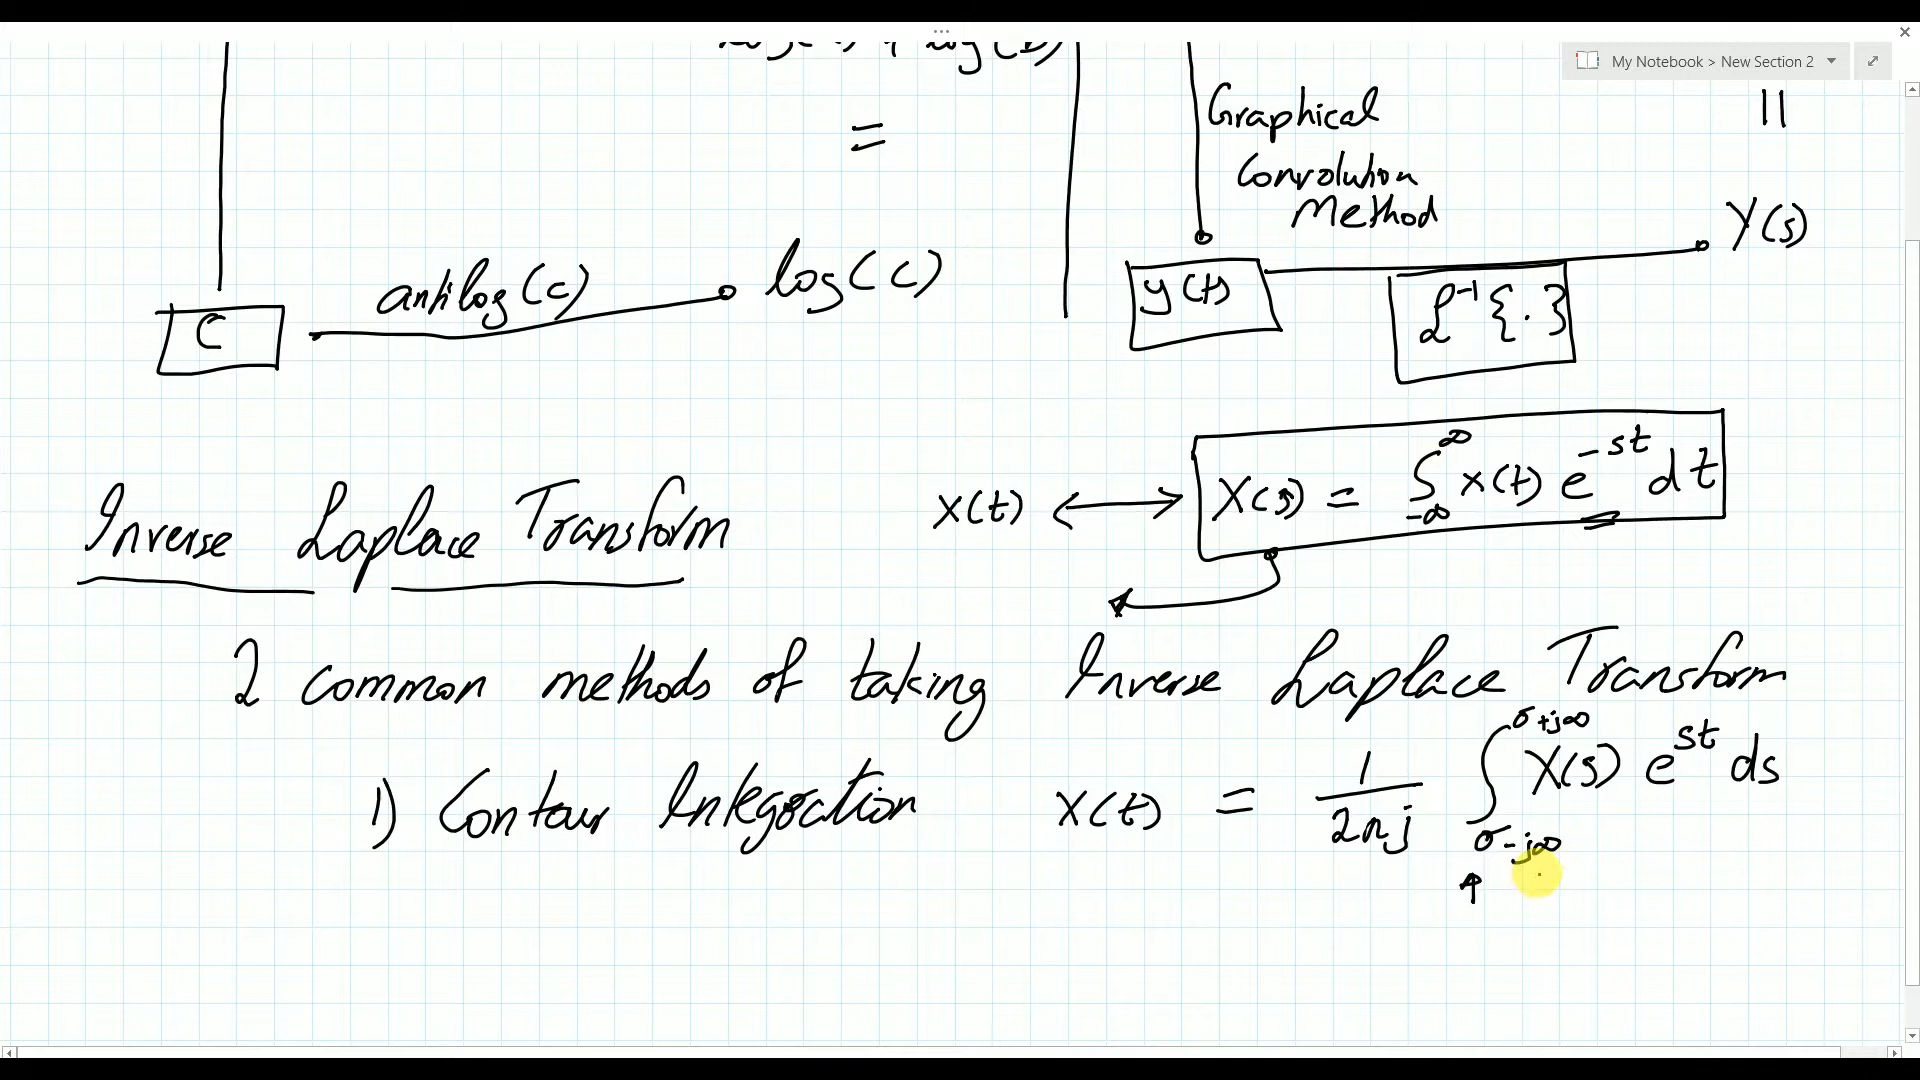 My Notebook > New Section 2
=
Graphical
Convolution
Method
||
Y(s)
antilog(c)
log(c)
C
y(t)
ℒ⁻¹{.}
Inverse Laplace Transform
x(t) ⟷ X(s) = ∫_{-∞}^{∞} x(t) e^{-st} dt
2 common methods of taking Inverse Laplace Transform
1) Contour Integration x(t) = 1/(2πj) ∫_{σ-j∞}^{σ+j∞} X(s) e^{st} ds